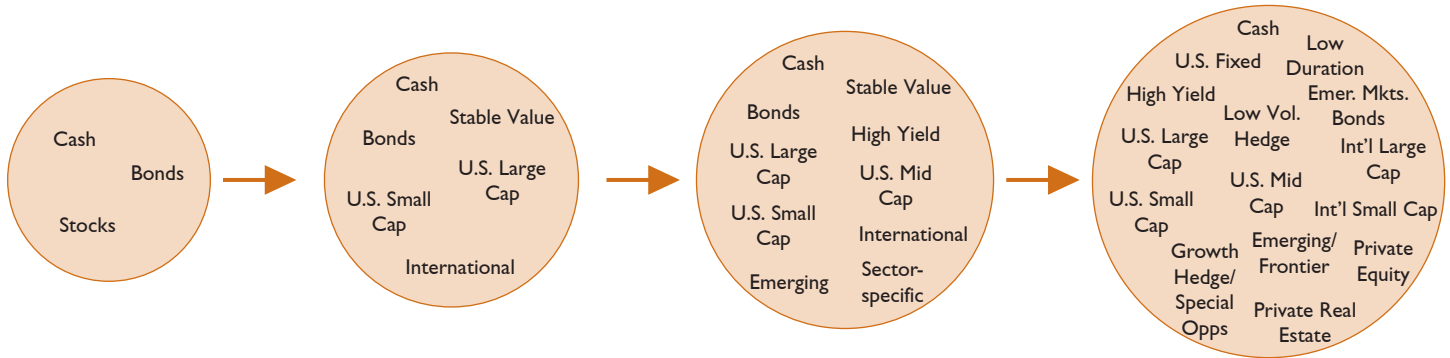 Cash
Bonds
Stocks
Cash
Stable Value
Bonds
U.S. Large
Cap
U.S. Small
Cap
International
Cash
Stable Value
Bonds
High Yield
U.S. Large
Cap
U.S. Mid
Cap
U.S. Small
Cap
International
Emerging
Sector-
specific
Cash
Low
Duration
U.S. Fixed
High Yield
Emer. Mkts.
Bonds
Low Vol.
Hedge
U.S. Large
Cap
Int'l Large
Cap
U.S. Mid
Cap
U.S. Small
Cap
Int'l Small Cap
Growth
Hedge/
Special
Opps
Emerging/
Frontier
Private
Equity
Private Real
Estate